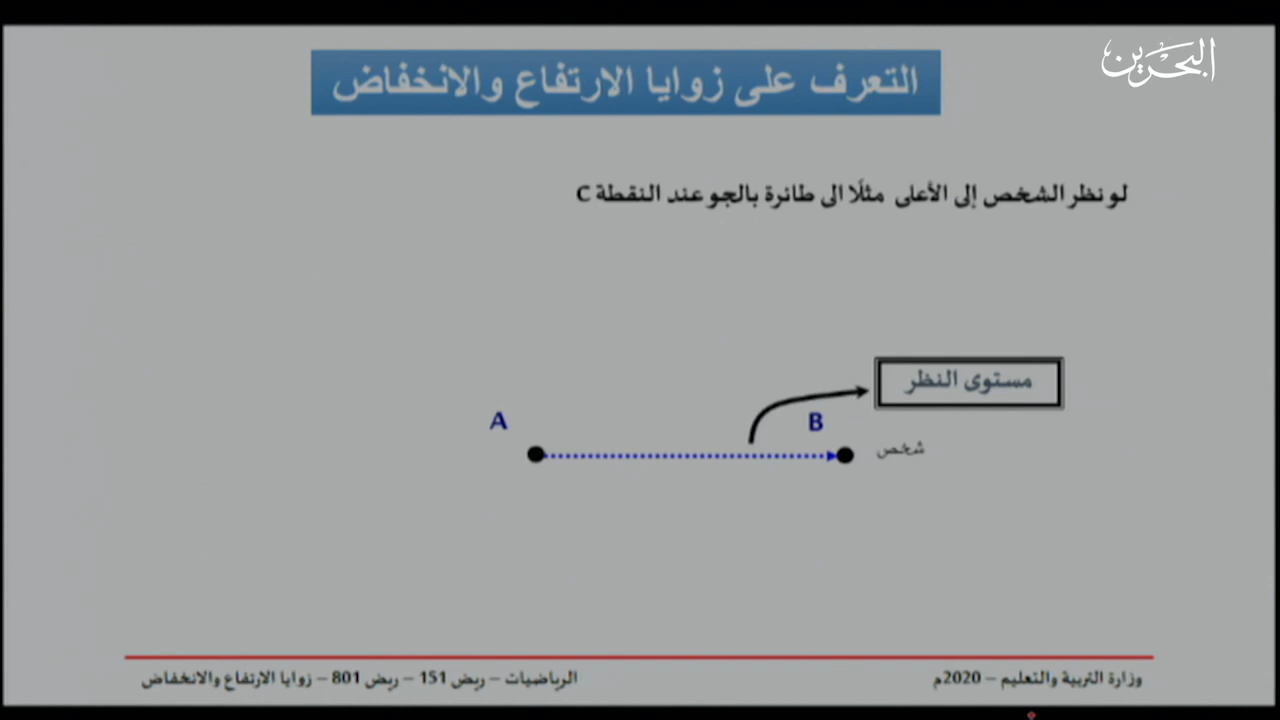 البحرين
التعرف على زوايا الارتفاع والانخفاض
لو نظر الشخص إلى الأعلى مثلًا الى طائرة بالجو عند النقطة C
مستوى النظر
A
B
شخص
وزارة التربية والتعليم – 2020م
الرياضيات – ريض 151 – ريض 801 – زوايا الارتفاع والانخفاض